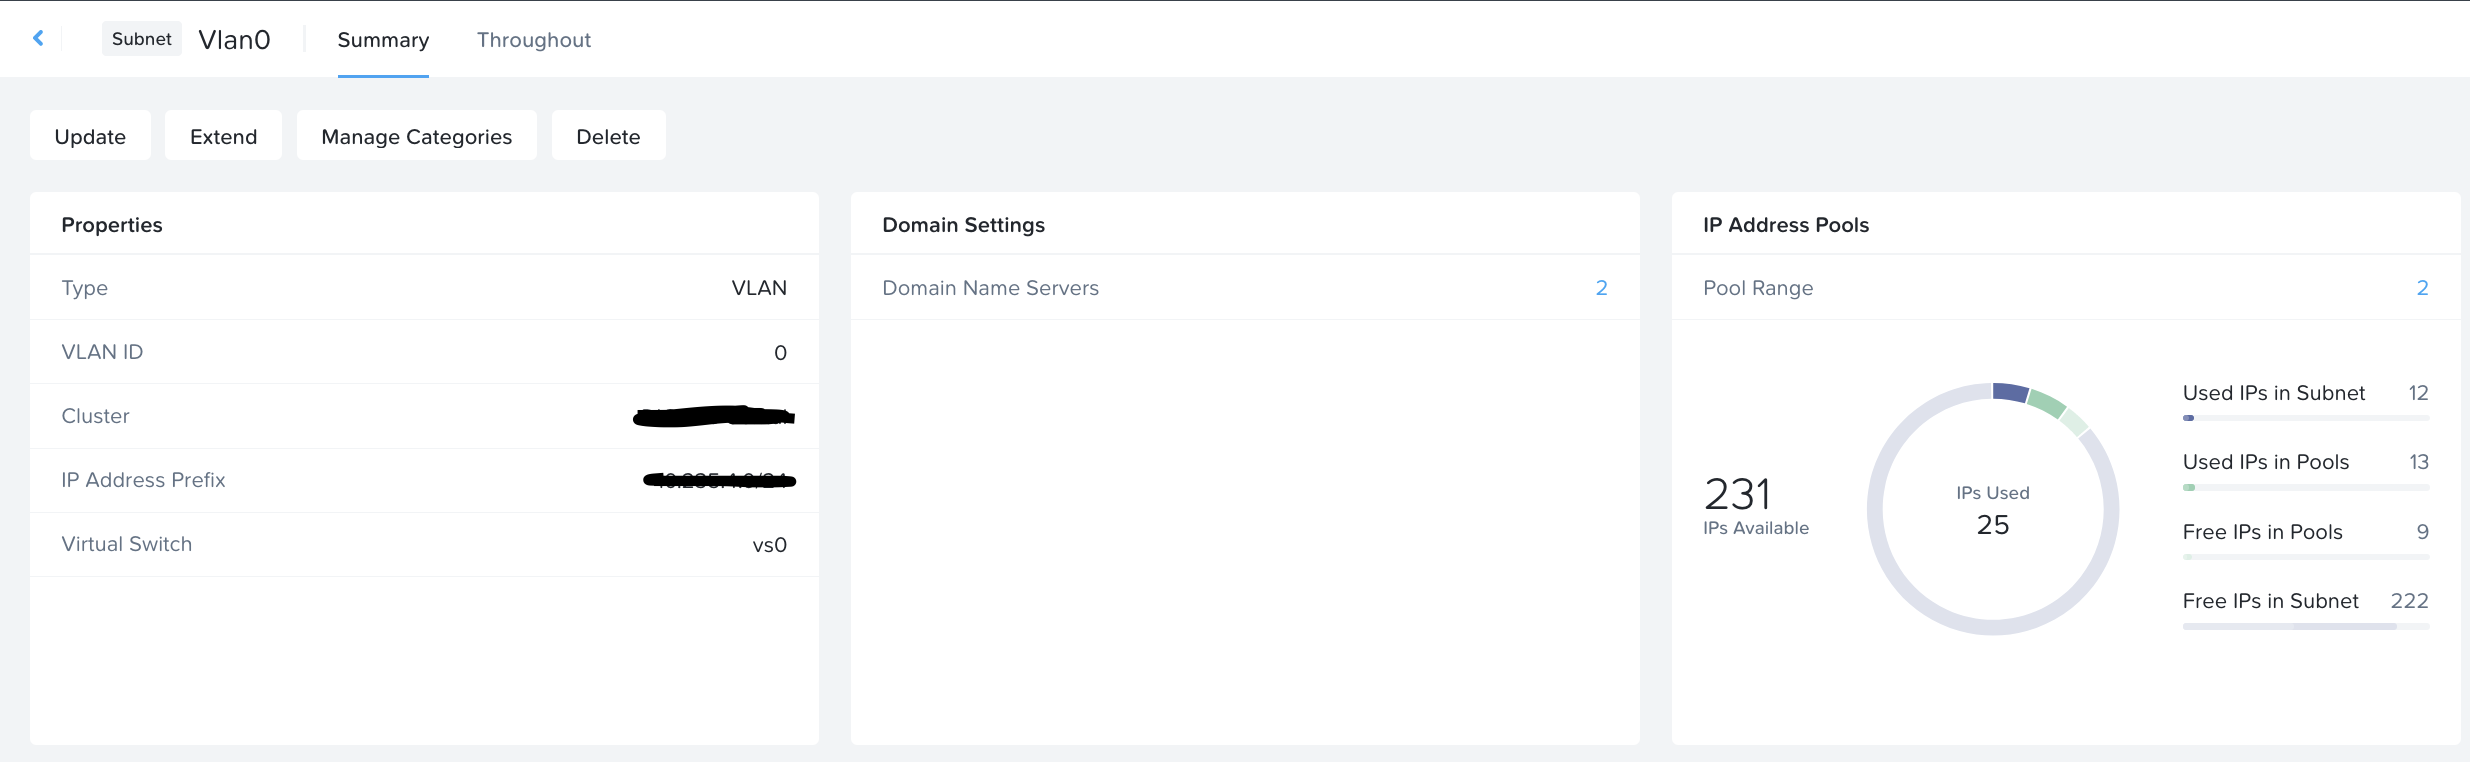 Subnet Vlan0 Summary Throughout
Update Extend Manage Categories Delete
Properties
Type VLAN
VLAN ID 0
Cluster
IP Address Prefix
Virtual Switch vs0
Domain Settings
Domain Name Servers 2
IP Address Pools
Pool Range 2
231
IPs Available
IPs Used
25
Used IPs in Subnet 12
Used IPs in Pools 13
Free IPs in Pools 9
Free IPs in Subnet 222